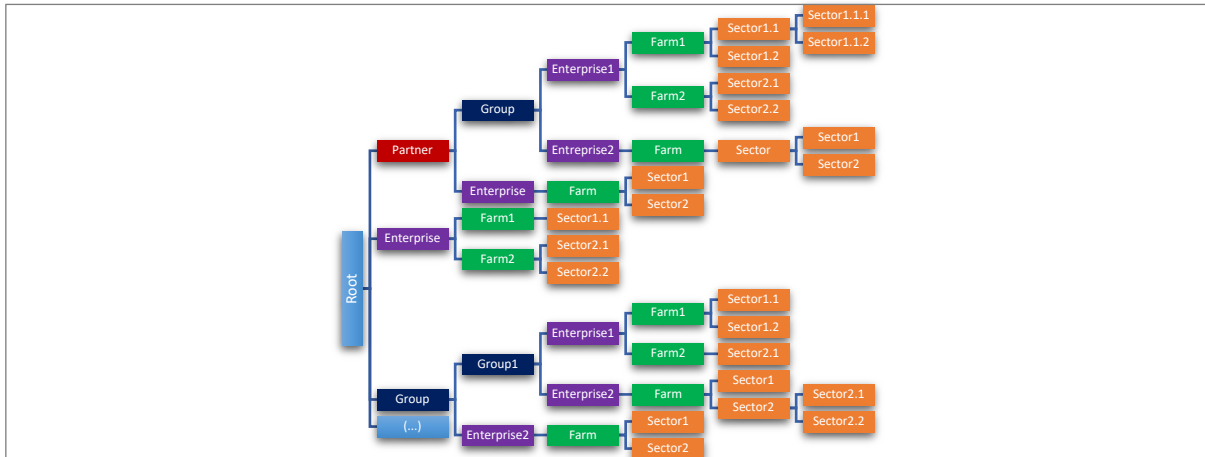 Sector1.1.1
Sector1.1
Sector1.1.2
Farm1
Sector1.2
Enterprise1
Sector2.1
Farm2
Sector2.2
Group
Sector1
Partner
Entreprise2
Farm
Sector
Sector2
Sector1
Enterprise
Farm
Sector2
Farm1
Sector1.1
Enterprise
Sector2.1
Farm2
Sector2.2
Root
Sector1.1
Farm1
Sector1.2
Enterprise1
Farm2
Sector2.1
Group1
Sector1
Enterprise2
Farm
Sector2.1
Group
Sector2
Sector2.2
Sector1
(...)
Enterprise2
Farm
Sector2